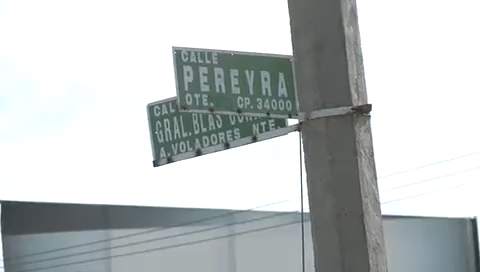 CALLE
PEREYRA
OTE. CP. 34000
GRAL. BLAS
A. VOLADORES NTE.